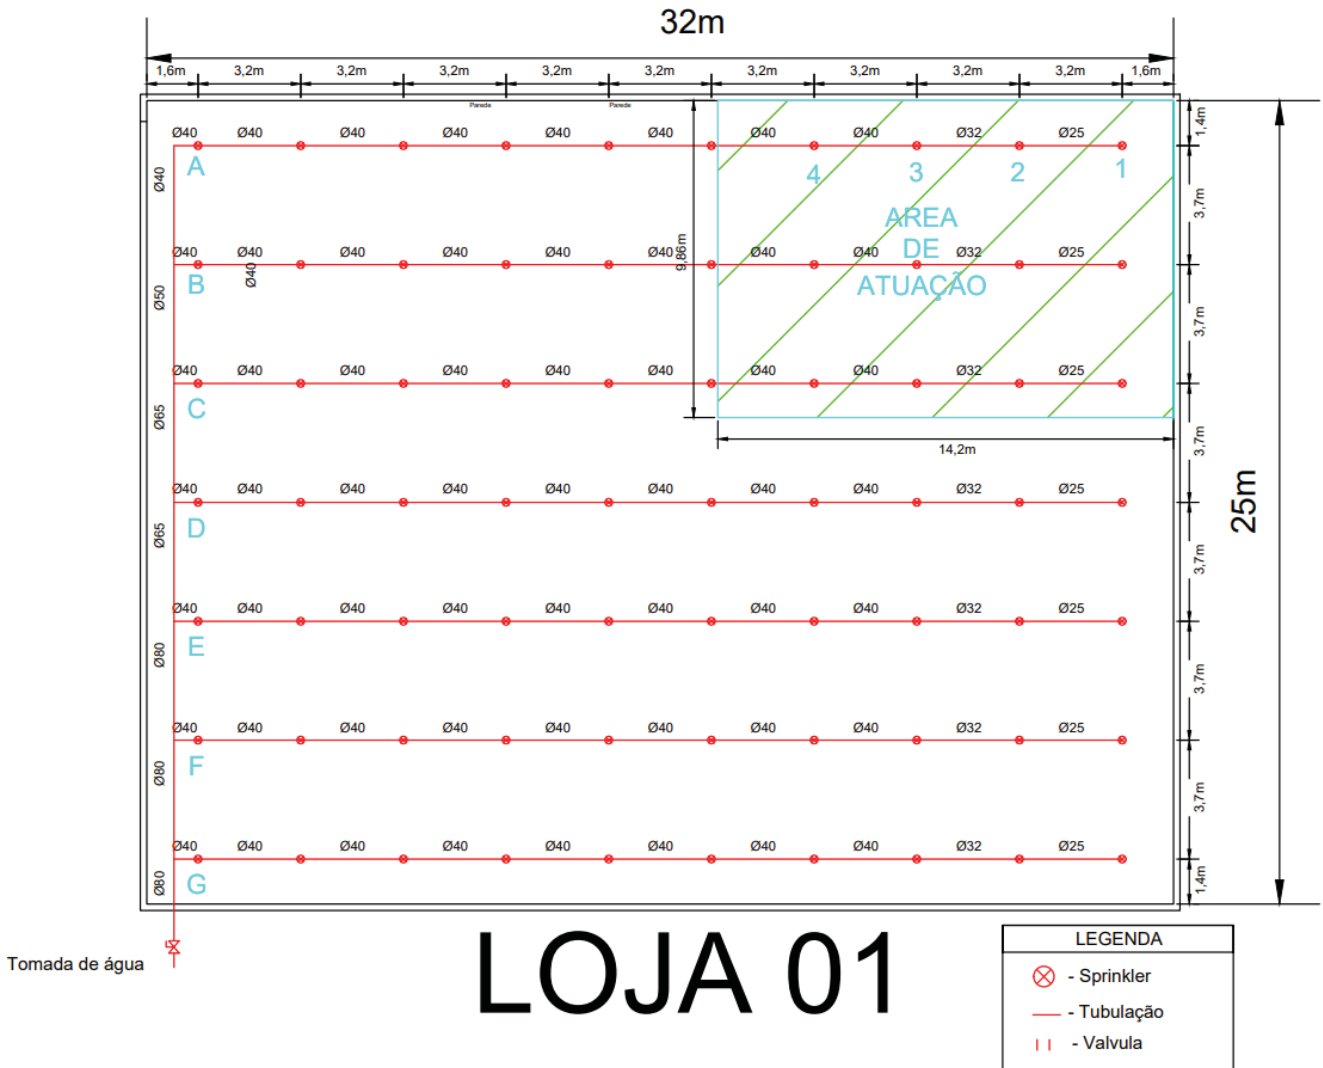 32m
1,6m 3,2m 3,2m 3,2m 3,2m 3,2m 3,2m 3,2m 3,2m 3,2m 1,6m
Parede Parede
Ø40 Ø40 Ø40 Ø40 Ø40 Ø40 Ø40 Ø40 Ø32 Ø25
1,4m
A 4 3 2 1
Ø40
3,7m
AREA
DE
ATUAÇÃO
9,86m
Ø40 Ø40 Ø40 Ø40 Ø40 Ø40 Ø40 Ø40 Ø32 Ø25
B
Ø40
Ø50
3,7m
Ø40 Ø40 Ø40 Ø40 Ø40 Ø40 Ø40 Ø40 Ø32 Ø25
C
Ø65
3,7m
14,2m
25m
Ø40 Ø40 Ø40 Ø40 Ø40 Ø40 Ø40 Ø40 Ø32 Ø25
D
Ø65
3,7m
Ø40 Ø40 Ø40 Ø40 Ø40 Ø40 Ø40 Ø40 Ø32 Ø25
E
Ø80
3,7m
Ø40 Ø40 Ø40 Ø40 Ø40 Ø40 Ø40 Ø40 Ø32 Ø25
F
Ø80
3,7m
Ø40 Ø40 Ø40 Ø40 Ø40 Ø40 Ø40 Ø40 Ø32 Ø25
G
Ø80
1,4m
Tomada de água
LOJA 01
LEGENDA
- Sprinkler
- Tubulação
- Valvula